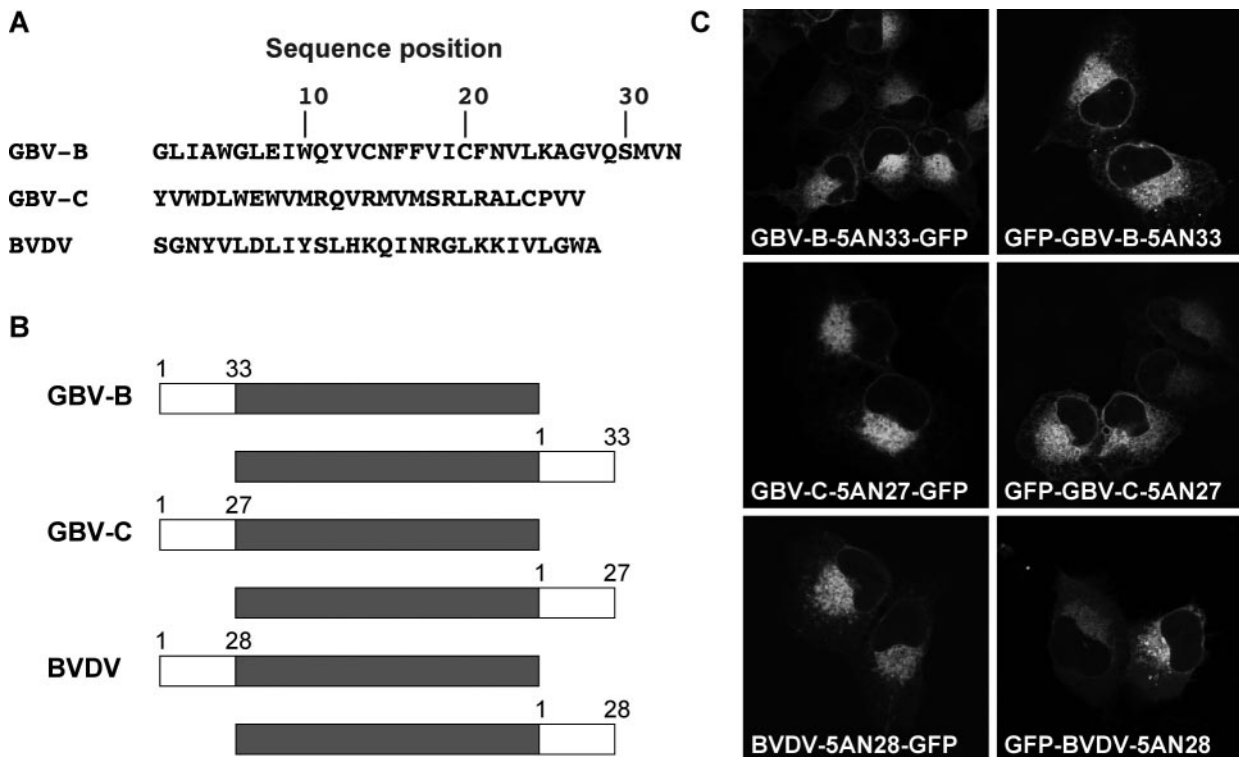 A
Sequence position
10 20 30
GBV-B GLIAWGLEIWQYVCNFFVICFNVLKAGVQSMVN
GBV-C YVWDLWEWVMRQVRMVMSRLRALCPVV
BVDV SGNYVLDLIYSLHKQINRGLKKIVLGWA
B
1 33
GBV-B
1 33
1 27
GBV-C
1 27
1 28
BVDV
1 28
C
GBV-B-5AN33-GFP
GFP-GBV-B-5AN33
GBV-C-5AN27-GFP
GFP-GBV-C-5AN27
BVDV-5AN28-GFP
GFP-BVDV-5AN28